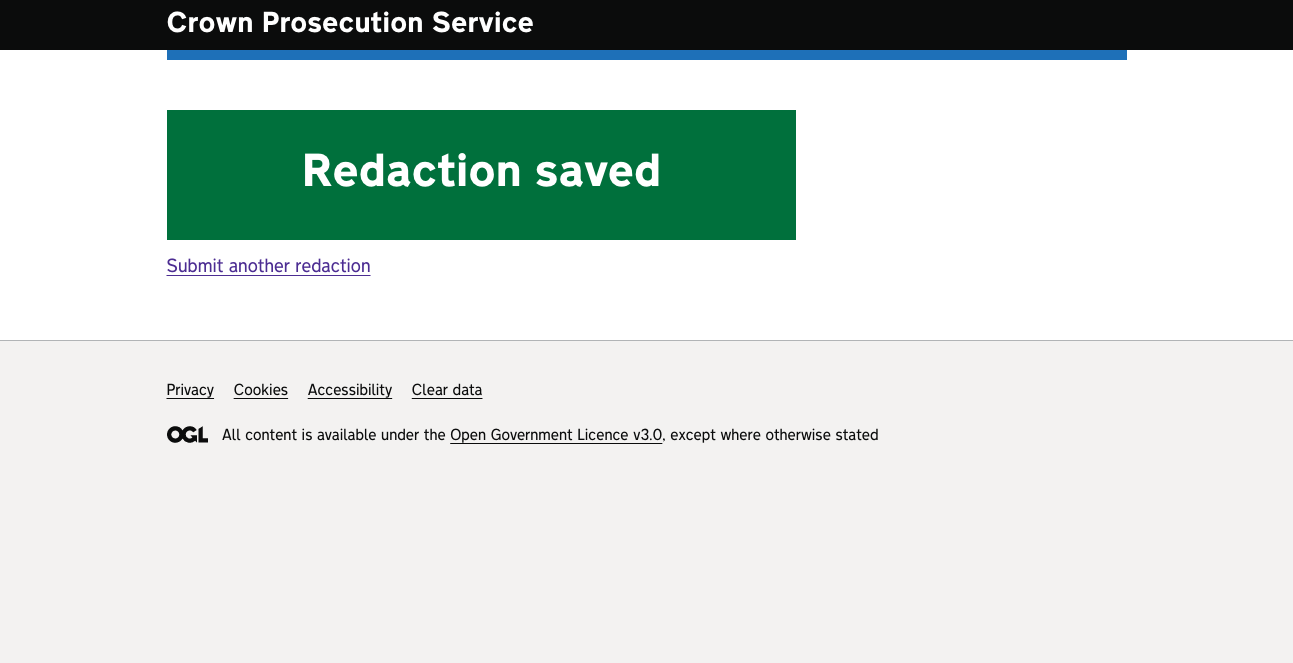 Crown Prosecution Service
Redaction saved
Submit another redaction
Privacy Cookies Accessibility Clear data
OGL All content is available under the Open Government Licence v3.0, except where otherwise stated